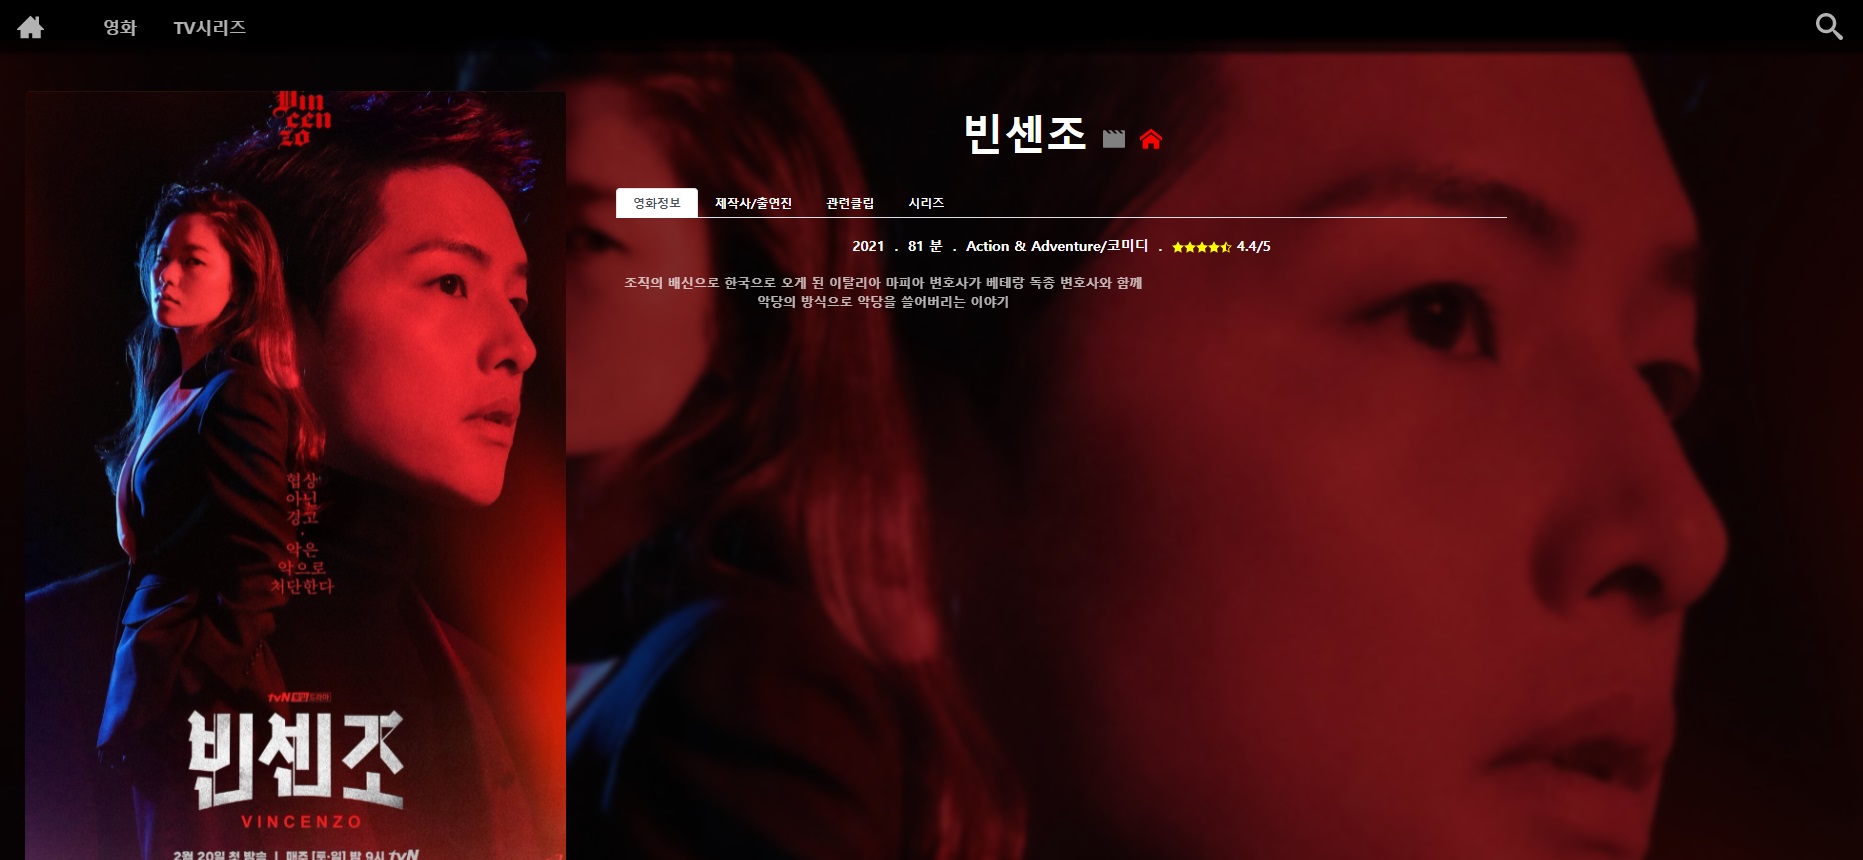 영화 TV시리즈
Vin
cen
zo
협상
아닌
경고,
악은
악으로
처단한다
tvN 토일드라마
빈센조
VINCENZO
2월 20일 첫 방송 | 매주 [토·일] 밤 9시 tvN
빈센조
영화정보 제작사/출연진 관련클립 시리즈
2021 . 81 분 . Action & Adventure/코미디 . 4.4/5
조직의 배신으로 한국으로 오게 된 이탈리아 마피아 변호사가 베테랑 독종 변호사와 함께
악당의 방식으로 악당을 쓸어버리는 이야기